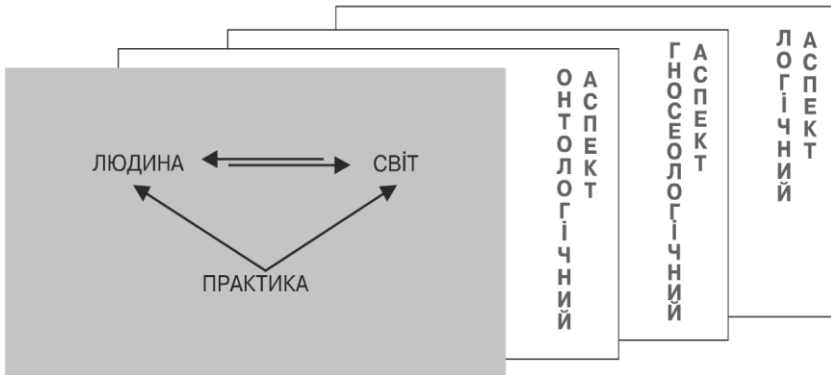 ЛЮДИНА
СВІТ
ПРАКТИКА
ОНТОЛОГІЧНИЙ
АСПЕКТ
ГНОСЕОЛОГІЧНИЙ
АСПЕКТ
ЛОГІЧНИЙ
АСПЕКТ